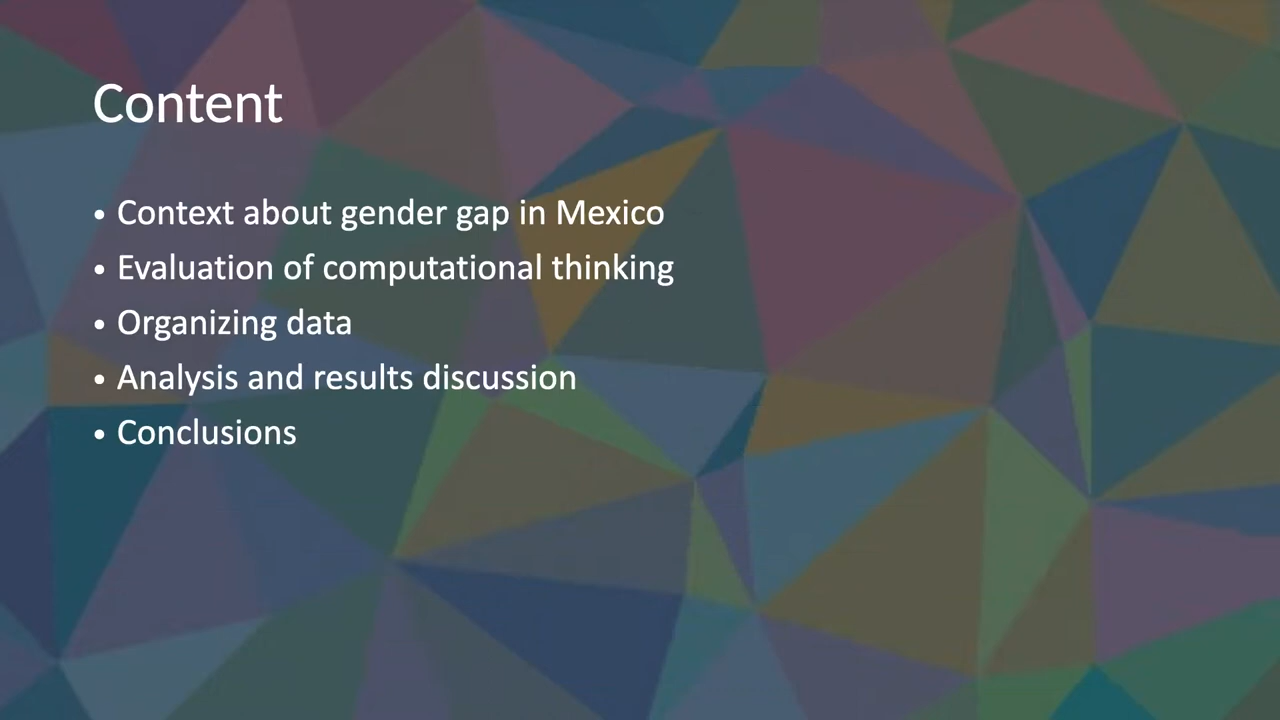 Content
• Context about gender gap in Mexico
• Evaluation of computational thinking
• Organizing data
• Analysis and results discussion
• Conclusions